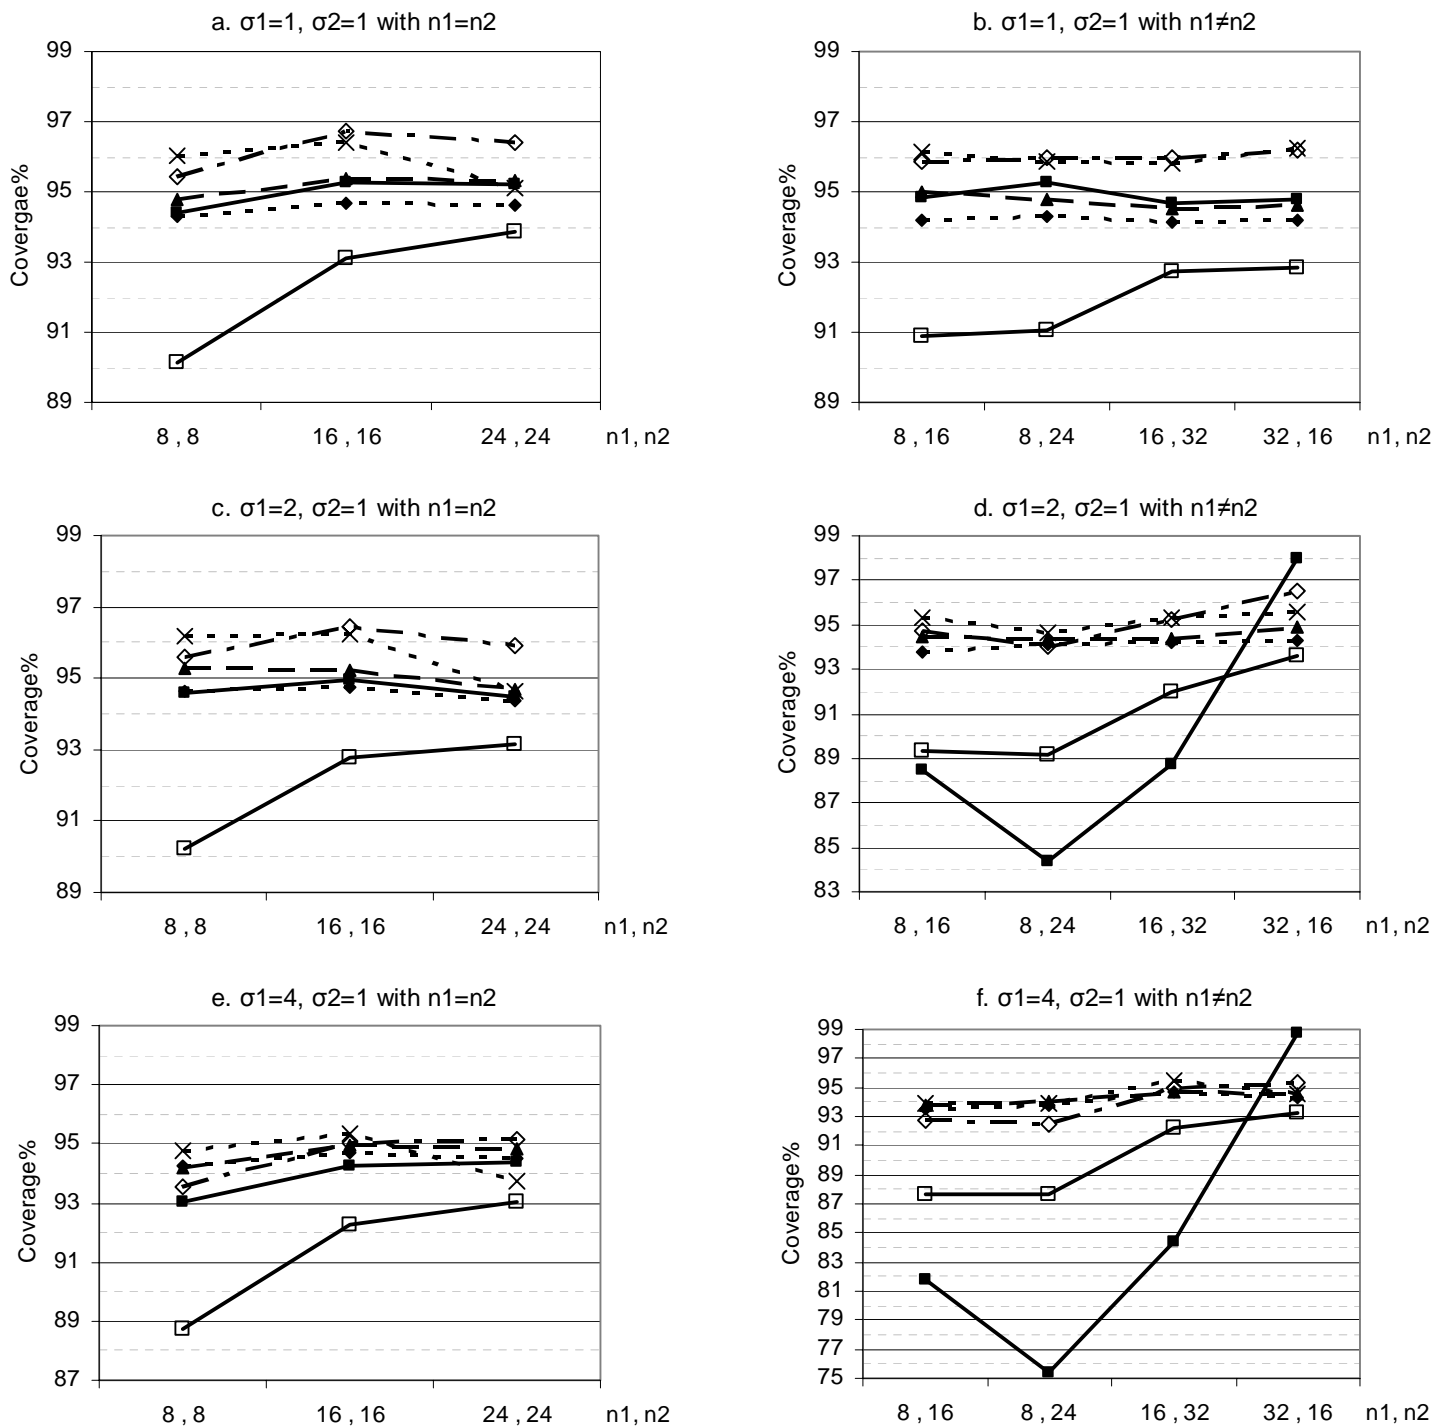 a. σ1=1, σ2=1 with n1=n2
99
97
95
93
91
89
Covergae%
8 , 8 16 , 16 24 , 24 n1, n2
b. σ1=1, σ2=1 with n1≠n2
99
97
95
93
91
89
Coverage%
8 , 16 8 , 24 16 , 32 32 , 16 n1, n2
c. σ1=2, σ2=1 with n1=n2
99
97
95
93
91
89
Coverage%
8 , 8 16 , 16 24 , 24 n1, n2
d. σ1=2, σ2=1 with n1≠n2
99
97
95
93
91
89
87
85
83
Coverage%
8 , 16 8 , 24 16 , 32 32 , 16 n1, n2
e. σ1=4, σ2=1 with n1=n2
99
97
95
93
91
89
87
Coverage%
8 , 8 16 , 16 24 , 24 n1, n2
f. σ1=4, σ2=1 with n1≠n2
99
97
95
93
91
89
87
85
83
81
79
77
75
Coverage%
8 , 16 8 , 24 16 , 32 32 , 16 n1, n2